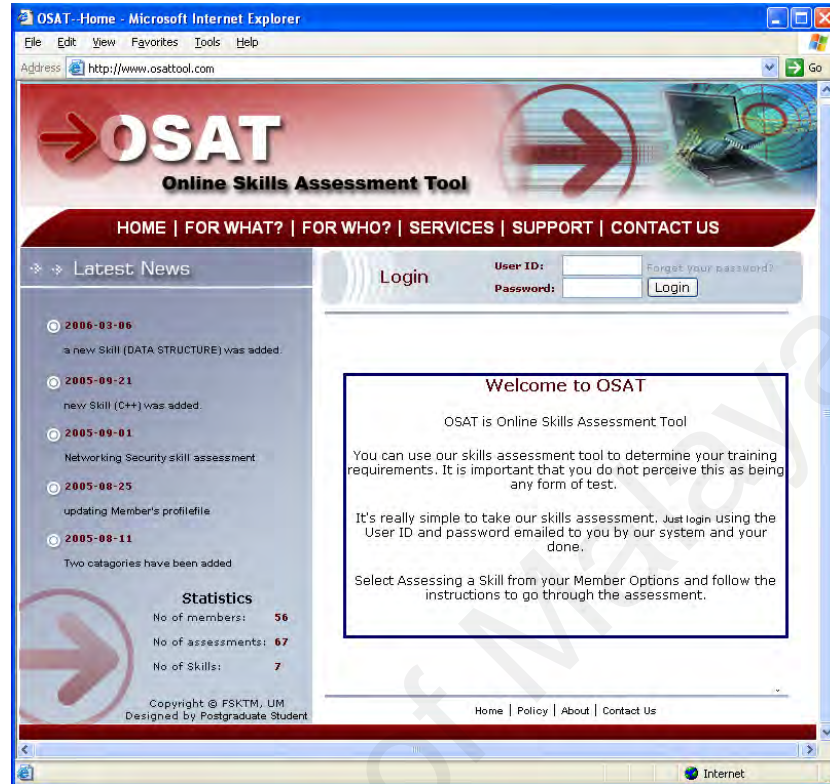 OSAT--Home - Microsoft Internet Explorer
File Edit View Favorites Tools Help
Address http://www.osattool.com Go
OSAT
Online Skills Assessment Tool
HOME | FOR WHAT? | FOR WHO? | SERVICES | SUPPORT | CONTACT US
Latest News
2006-03-06
a new Skill (DATA STRUCTURE) was added.
2005-09-21
new Skill (C++) was added.
2005-09-01
Networking Security skill assessment
2005-08-25
updating Member's profilefile
2005-08-11
Two catagories have been added
Statistics
No of members: 56
No of assessments: 67
No of Skills: 7
Copyright © FSKTM, UM
Designed by Postgraduate Student
Login
User ID:
Forget your password?
Password:
Login
Welcome to OSAT
OSAT is Online Skills Assessment Tool
You can use our skills assessment tool to determine your training
requirements. It is important that you do not perceive this as being
any form of test.
It's really simple to take our skills assessment. Just login using the
User ID and password emailed to you by our system and your
done.
Select Assessing a Skill from your Member Options and follow the
instructions to go through the assessment.
Home | Policy | About | Contact Us
Internet
of Malaya